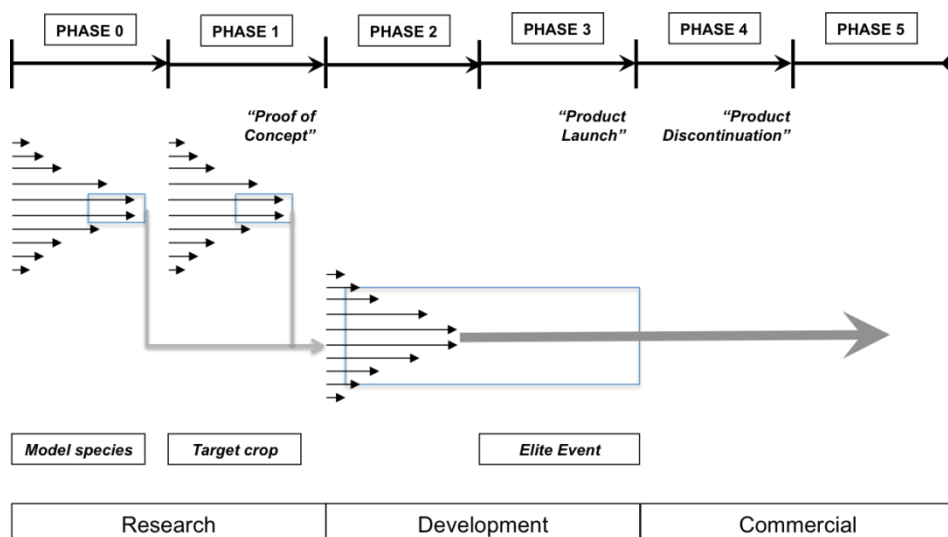 PHASE 0 PHASE 1 PHASE 2 PHASE 3 PHASE 4 PHASE 5
“Proof of
Concept”
“Product
Launch”
“Product
Discontinuation”
Model species Target crop Elite Event
Research Development Commercial